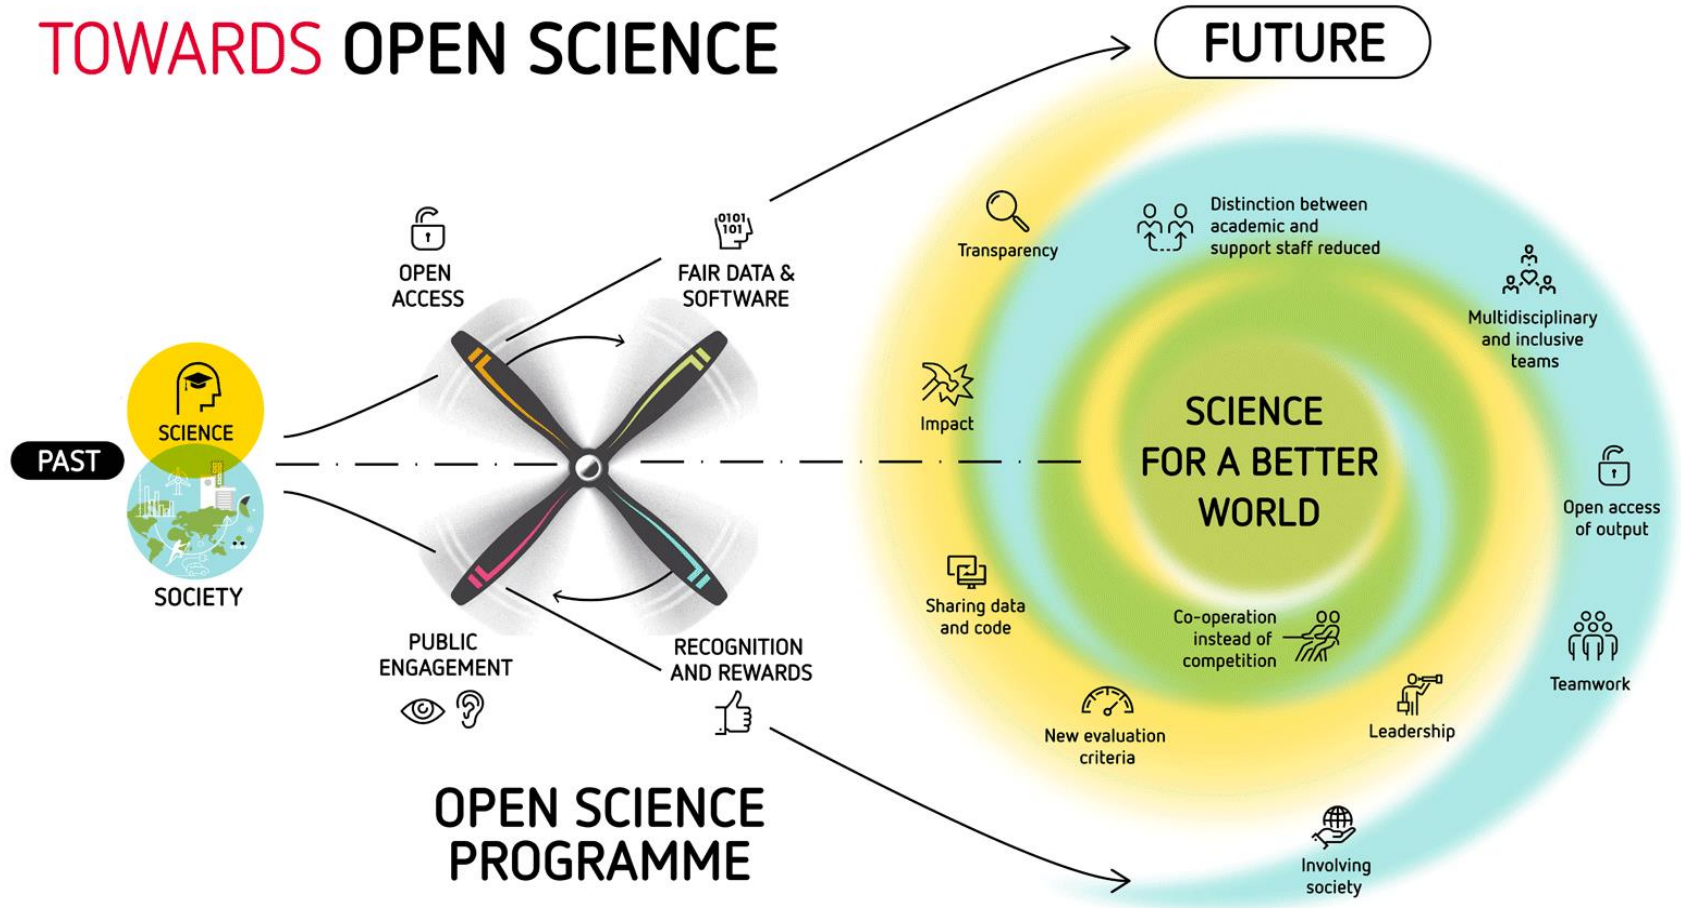 TOWARDS OPEN SCIENCE
PAST
SCIENCE
SOCIETY
OPEN
ACCESS
0101
101
FAIR DATA &
SOFTWARE
PUBLIC
ENGAGEMENT
RECOGNITION
AND REWARDS
OPEN SCIENCE
PROGRAMME
FUTURE
Transparency
Distinction between
academic and
support staff reduced
Multidisciplinary
and inclusive
teams
Impact
SCIENCE
FOR A BETTER
WORLD
Open access
of output
Sharing data
and code
Co-operation
instead of
competition
Teamwork
New evaluation
criteria
Leadership
Involving
society